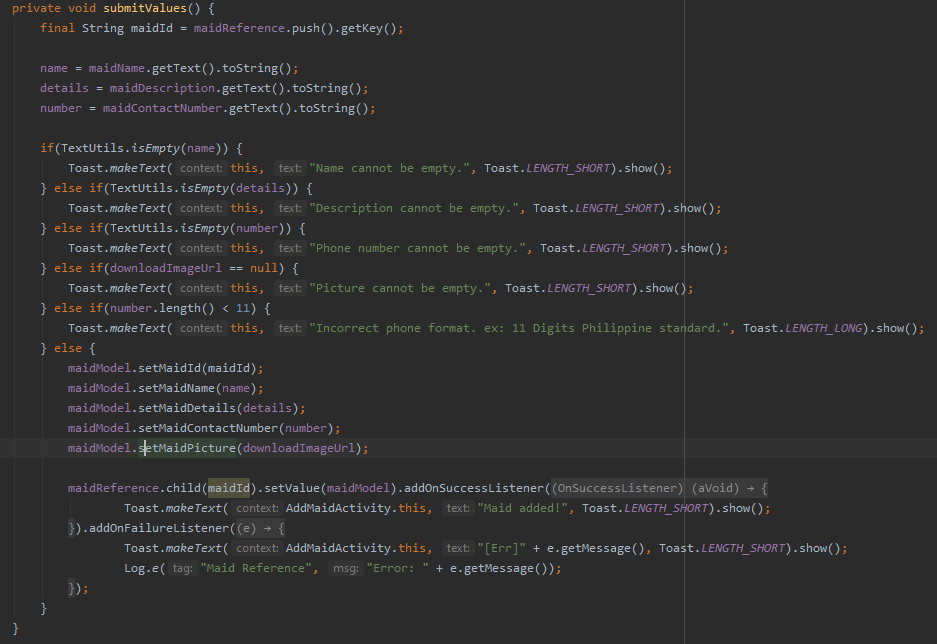 private void submitValues() {
final String maidId = maidReference.push().getKey();
name = maidName.getText().toString();
details = maidDescription.getText().toString();
number = maidContactNumber.getText().toString();
if(TextUtils.isEmpty(name)) {
Toast.makeText( context: this, text: "Name cannot be empty.", Toast.LENGTH_SHORT).show();
} else if(TextUtils.isEmpty(details)) {
Toast.makeText( context: this, text: "Description cannot be empty.", Toast.LENGTH_SHORT).show();
} else if(TextUtils.isEmpty(number)) {
Toast.makeText( context: this, text: "Phone number cannot be empty.", Toast.LENGTH_SHORT).show();
} else if(downloadImageUrl == null) {
Toast.makeText( context: this, text: "Picture cannot be empty.", Toast.LENGTH_SHORT).show();
} else if(number.length() < 11) {
Toast.makeText( context: this, text: "Incorrect phone format. ex: 11 Digits Philippine standard.", Toast.LENGTH_LONG).show();
} else {
maidModel.setMaidId(maidId);
maidModel.setMaidName(name);
maidModel.setMaidDetails(details);
maidModel.setMaidContactNumber(number);
maidModel.setMaidPicture(downloadImageUrl);
maidReference.child(maidId).setValue(maidModel).addOnSuccessListener((OnSuccessListener) (aVoid) → {
Toast.makeText( context: AddMaidActivity.this, text: "Maid added!", Toast.LENGTH_SHORT).show();
}).addOnFailureListener((e) → {
Toast.makeText( context: AddMaidActivity.this, text: "[Err]" + e.getMessage(), Toast.LENGTH_SHORT).show();
Log.e( tag: "Maid Reference", msg: "Error: " + e.getMessage());
});
}
}